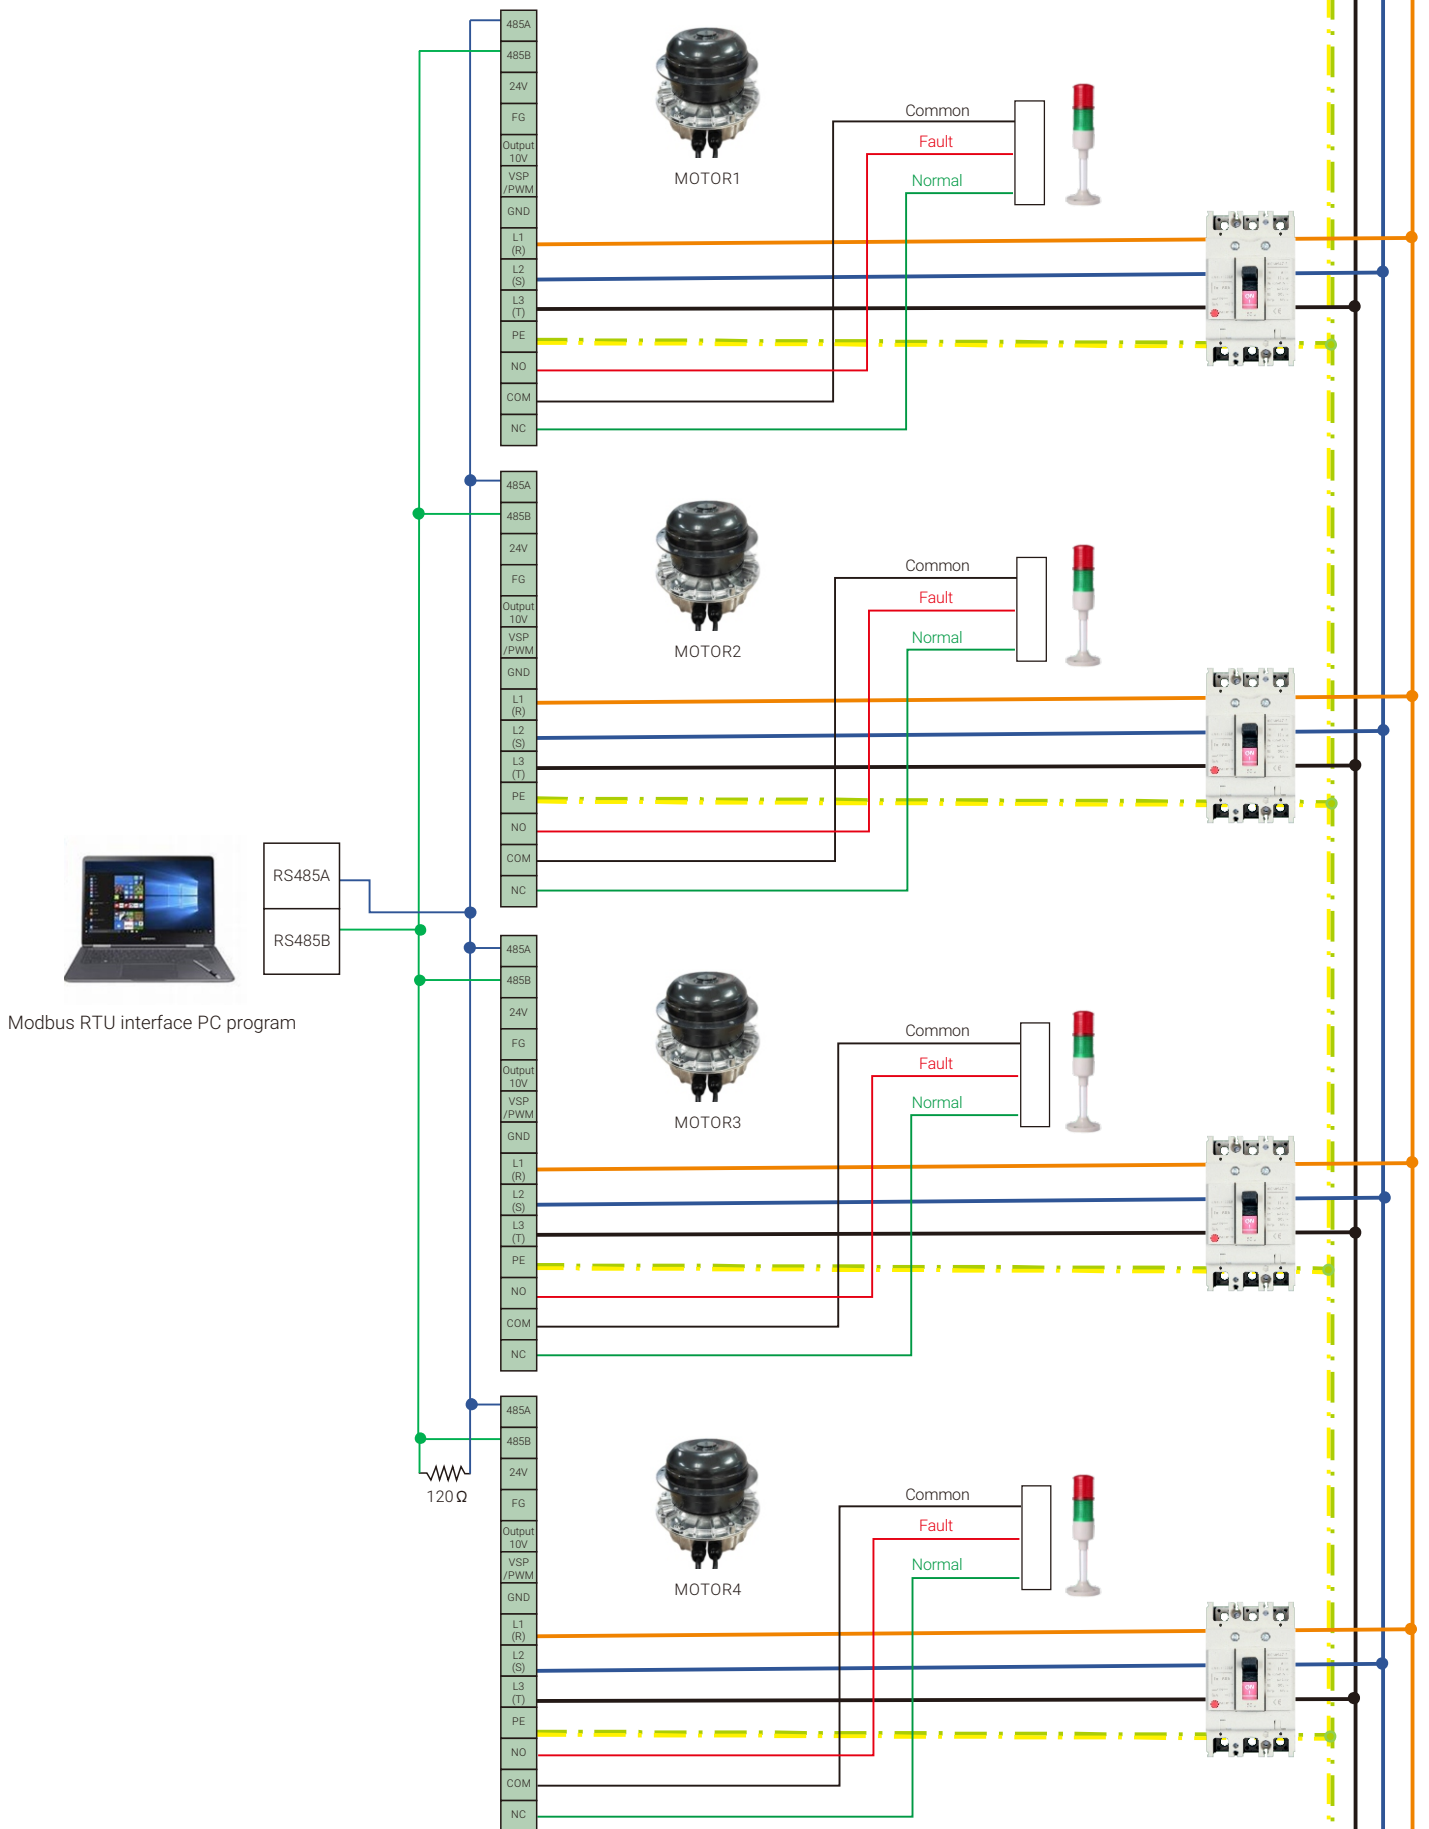 485A
485B
24V
FG
Output
10V
VSP
/PWM
GND
L1
(R)
L2
(S)
L3
(T)
PE
NO
COM
NC
MOTOR1
Common
Fault
Normal
ON
485A
485B
24V
FG
Output
10V
VSP
/PWM
GND
L1
(R)
L2
(S)
L3
(T)
PE
NO
COM
NC
MOTOR2
Common
Fault
Normal
ON
RS485A
RS485B
Modbus RTU interface PC program
485A
485B
24V
FG
Output
10V
VSP
/PWM
GND
L1
(R)
L2
(S)
L3
(T)
PE
NO
COM
NC
MOTOR3
Common
Fault
Normal
ON
485A
485B
24V
FG
Output
10V
VSP
/PWM
GND
L1
(R)
L2
(S)
L3
(T)
PE
NO
COM
NC
120Ω
MOTOR4
Common
Fault
Normal
ON